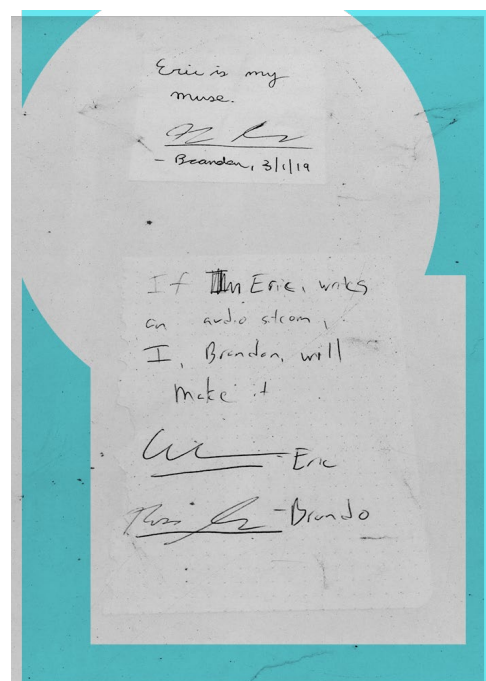 Eric is my
muse.
- Brandon, 3/1/19
If Eric, writes
an audio strom,
I, Brandon, will
Make it
- Eric
- Brando